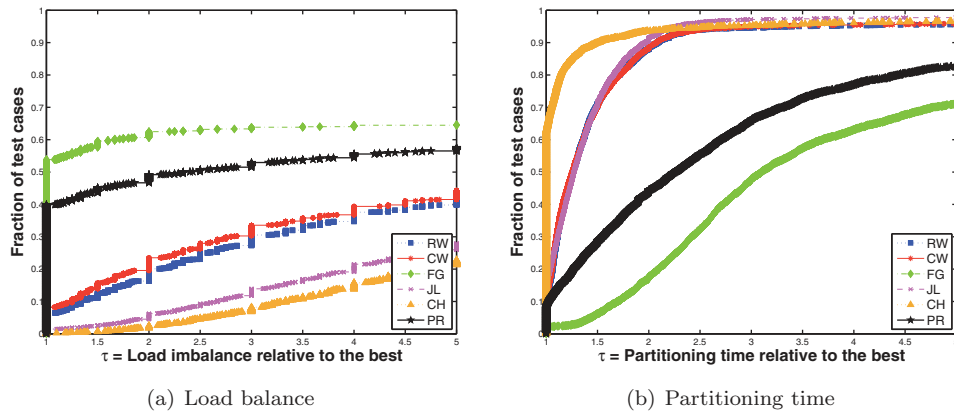 1
0.9
0.8
0.7
0.6
0.5
0.4
0.3
0.2
0.1
0
Fraction of test cases
1 1.5 2 2.5 3 3.5 4 4.5 5
τ = Load imbalance relative to the best
RW
CW
FG
JL
CH
PR
(a) Load balance
1
0.9
0.8
0.7
0.6
0.5
0.4
0.3
0.2
0.1
0
Fraction of test cases
1 1.5 2 2.5 3 3.5 4 4.5 5
τ = Partitioning time relative to the best
RW
CW
FG
JL
CH
PR
(b) Partitioning time